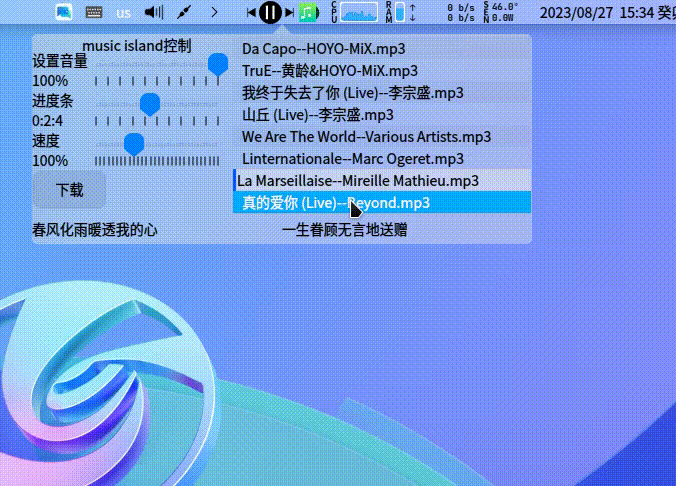 us
C P U
R A M
0 b/s
0 b/s
0 b/s
0 b/s
S E N
46.0°
0.0W
2023/08/27 15:34 癸
music island控制
设置音量
100%
进度条
0:2:4
速度
100%
下载
Da Capo--HOYO-MiX.mp3
TruE--黄龄&HOYO-MiX.mp3
我终于失去了你 (Live)--李宗盛.mp3
山丘 (Live)--李宗盛.mp3
We Are The World--Various Artists.mp3
Linternationale--Marc Ogeret.mp3
La Marseillaise--Mireille Mathieu.mp3
真的爱你 (Live)--Beyond.mp3
春风化雨暖透我的心
一生眷顾无言地送赠